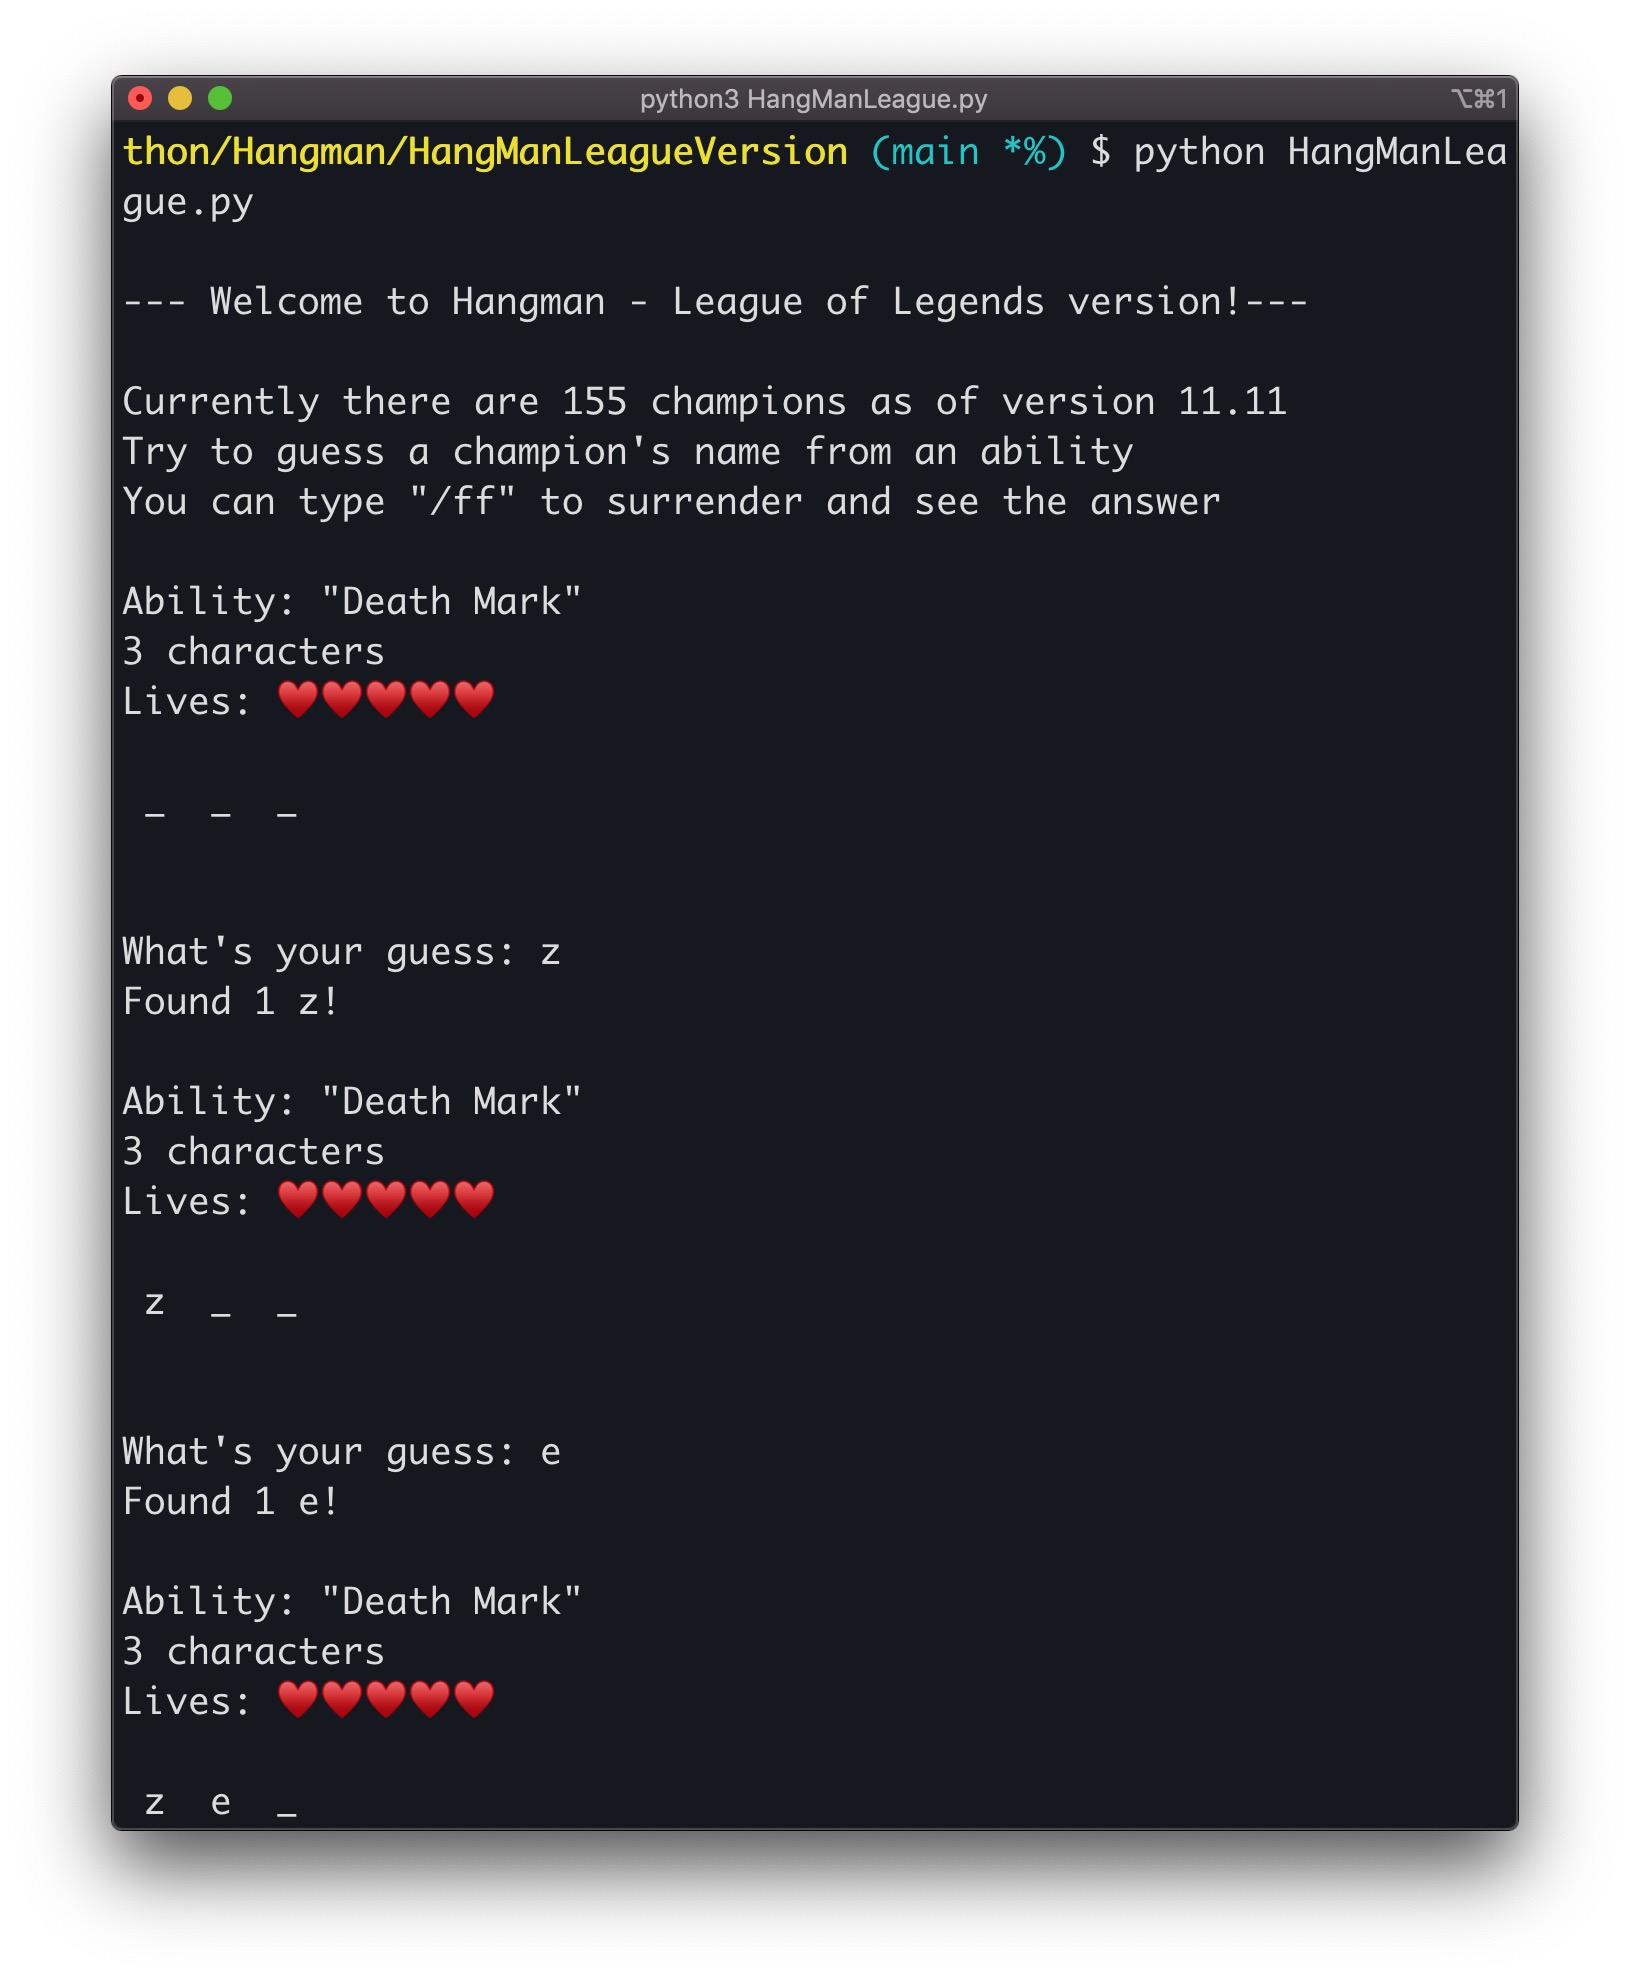 python3 HangManLeague.py
⌥⌘1
thon/Hangman/HangManLeagueVersion (main *%) $ python HangManLea
gue.py
--- Welcome to Hangman - League of Legends version!---
Currently there are 155 champions as of version 11.11
Try to guess a champion's name from an ability
You can type "/ff" to surrender and see the answer
Ability: "Death Mark"
3 characters
Lives: ♥♥♥♥♥
_ _ _
What's your guess: z
Found 1 z!
Ability: "Death Mark"
3 characters
Lives: ♥♥♥♥♥
z _ _
What's your guess: e
Found 1 e!
Ability: "Death Mark"
3 characters
Lives: ♥♥♥♥♥
z e _